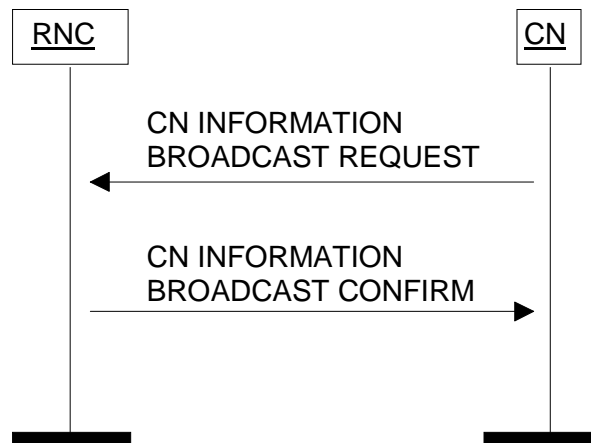 RNC
CN
CN INFORMATION
BROADCAST REQUEST
CN INFORMATION
BROADCAST CONFIRM